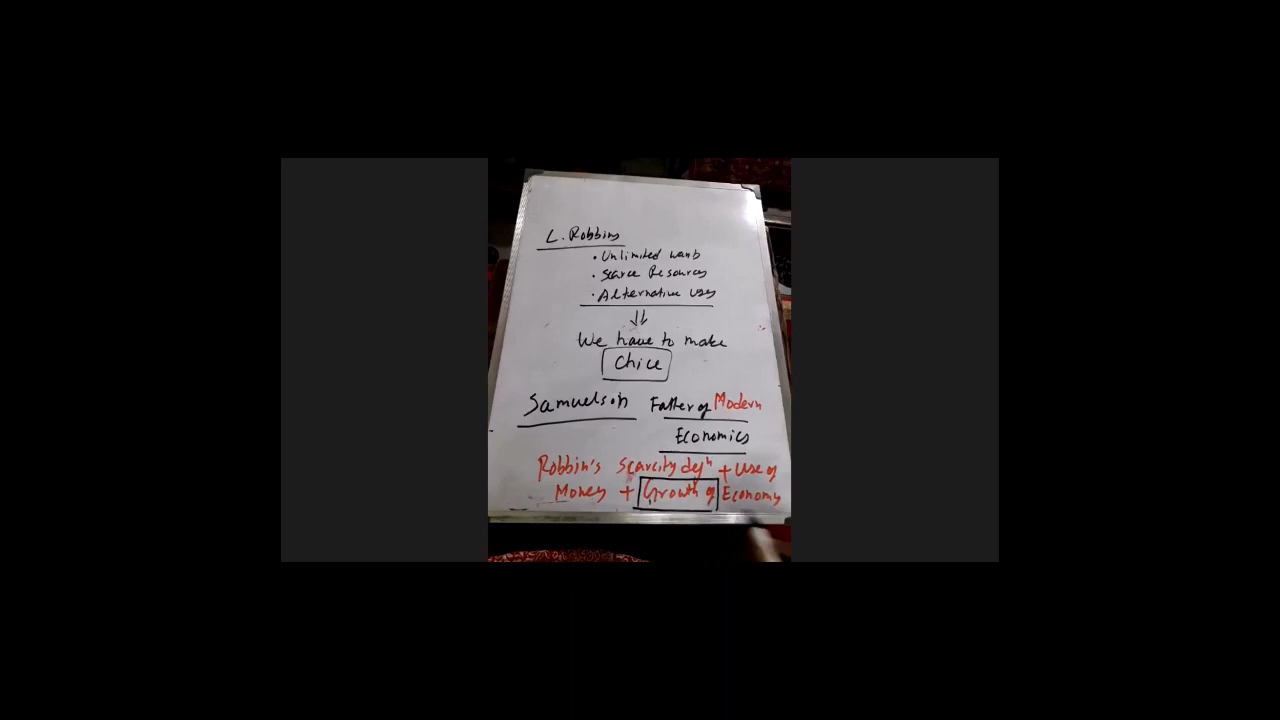 L. Robbins
• Unlimited wants
• Scarce Resources
• Alternative uses
We have to make
Chice
Samuelson Father of Modern
Economics
Robbin's Scarcity defn + Use of
Money + Growth of Economy